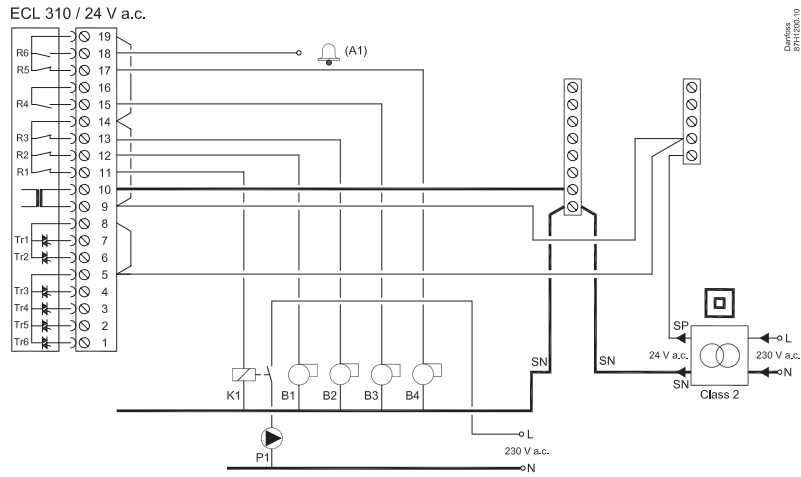 ECL 310 / 24 V a.c.
Danfoss
87H1200.10
19
R6 18 (A1)
R5 17
16
R4 15
14
R3 13
R2 12
R1 11
10
9
8
Tr1 7
Tr2 6
5
Tr3 4
Tr4 3
Tr5 2
Tr6 1
SP L
24 V a.c. 230 V a.c.
SN SN N
SN
Class 2
K1 B1 B2 B3 B4
L
P1 230 V a.c.
N